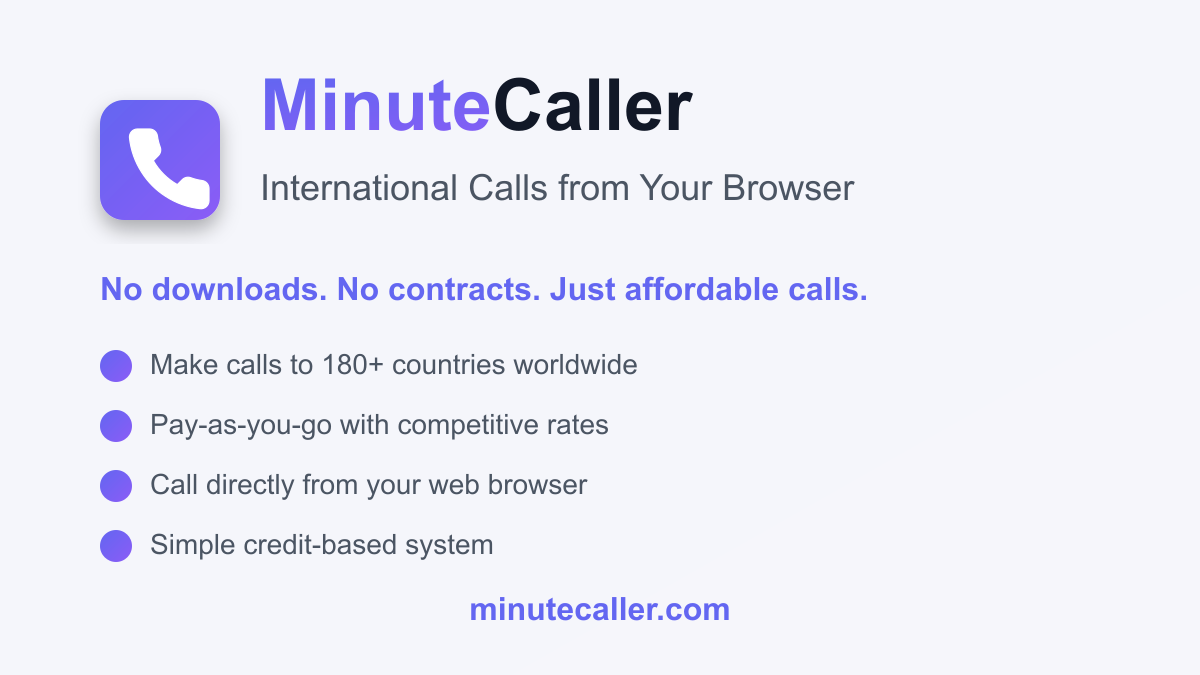 MinuteCaller
International Calls from Your Browser
No downloads. No contracts. Just affordable calls.
Make calls to 180+ countries worldwide
Pay-as-you-go with competitive rates
Call directly from your web browser
Simple credit-based system
minutecaller.com